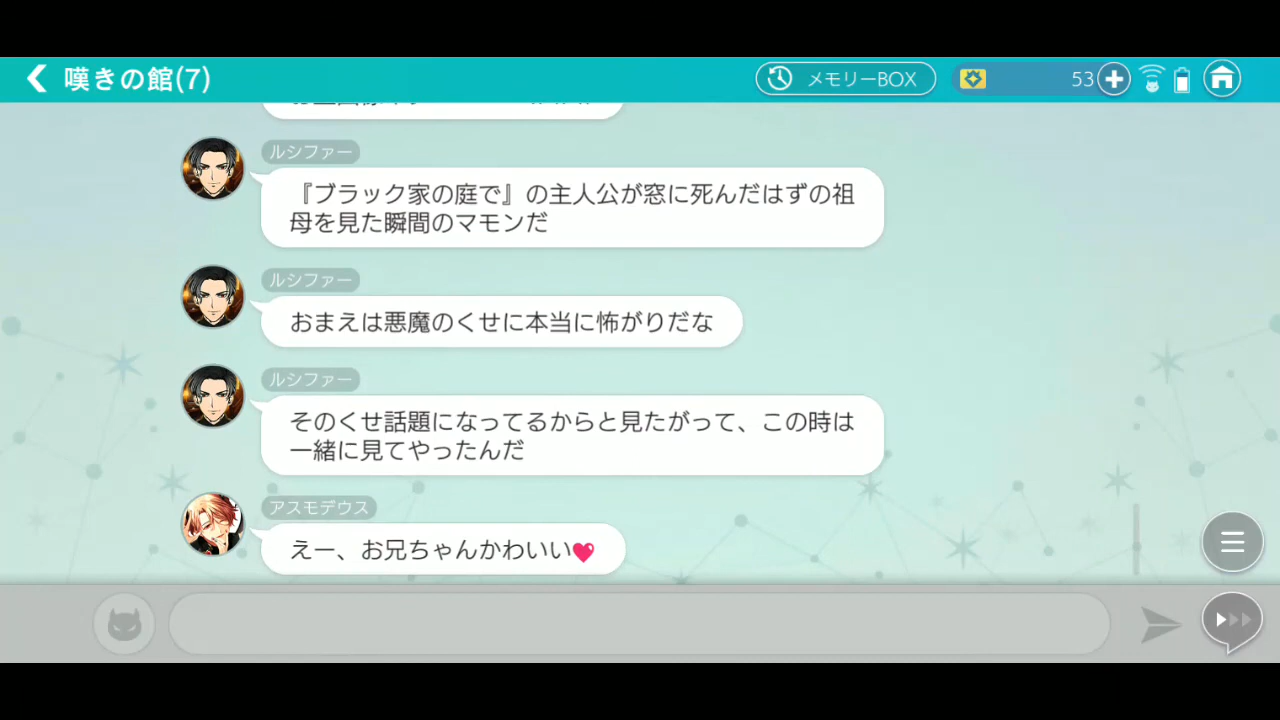 嘆きの館(7)
メモリーBOX
53
ルシファー
『ブラック家の庭で』の主人公が窓に死んだはずの祖
母を見た瞬間のマモンだ
ルシファー
おまえは悪魔のくせに本当に怖がりだな
ルシファー
そのくせ話題になってるからと見たがって、この時は
一緒に見てやったんだ
アスモデウス
えー、お兄ちゃんかわいい